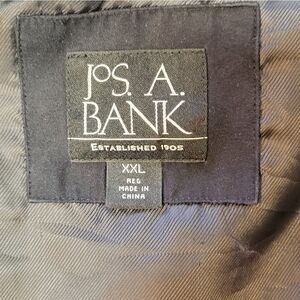 JOS. A.
BANK
ESTABLISHED 1905
XXL
REG
MADE IN
CHINA